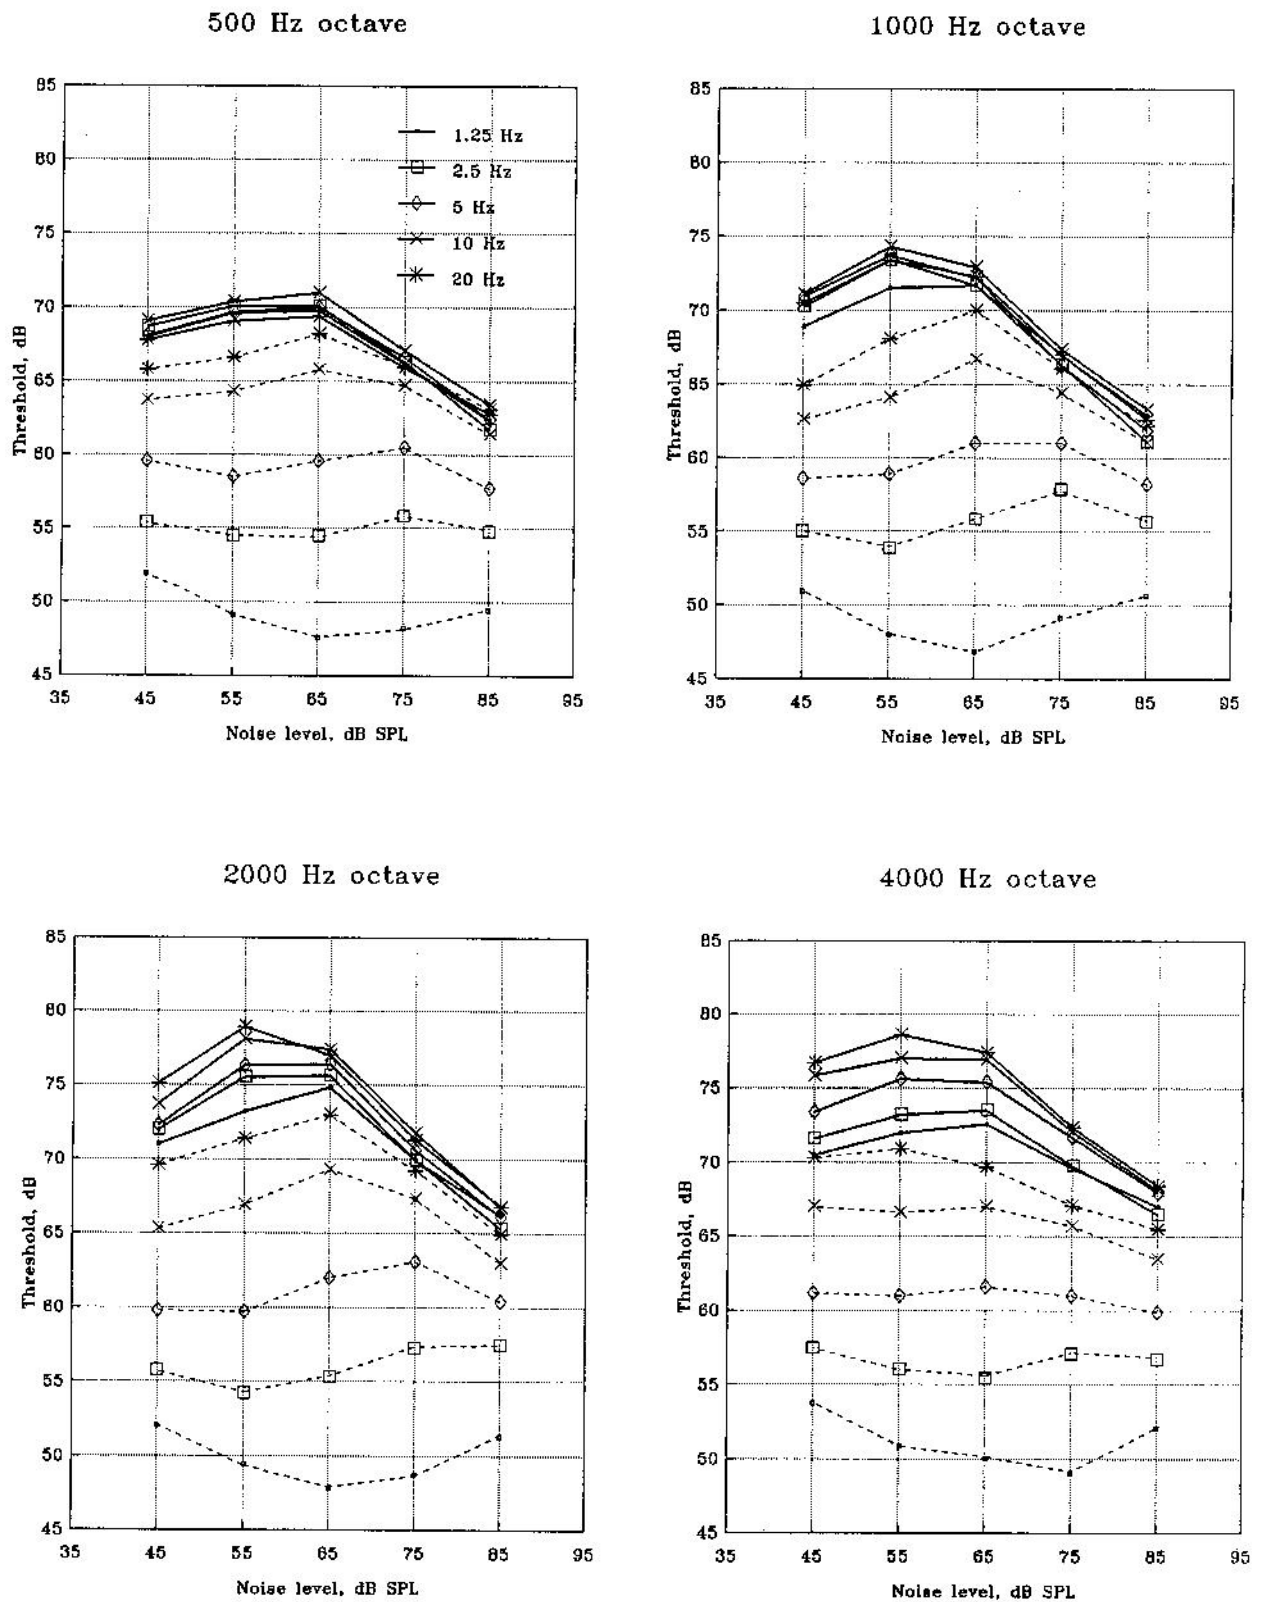 500 Hz octave
85
80
75
70
65
60
55
50
45
Threshold, dB
1.25 Hz
2.5 Hz
5 Hz
10 Hz
20 Hz
35 45 55 65 75 85 95
Noise level, dB SPL
1000 Hz octave
85
80
75
70
65
60
55
50
45
Threshold, dB
35 45 55 65 75 85 95
Noise level, dB SPL
2000 Hz octave
85
80
75
70
65
60
55
50
45
Threshold, dB
35 45 55 65 75 85 95
Noise level, dB SPL
4000 Hz octave
85
80
75
70
65
60
55
50
45
Threshold, dB
35 45 55 65 75 85 95
Noise level, dB SPL